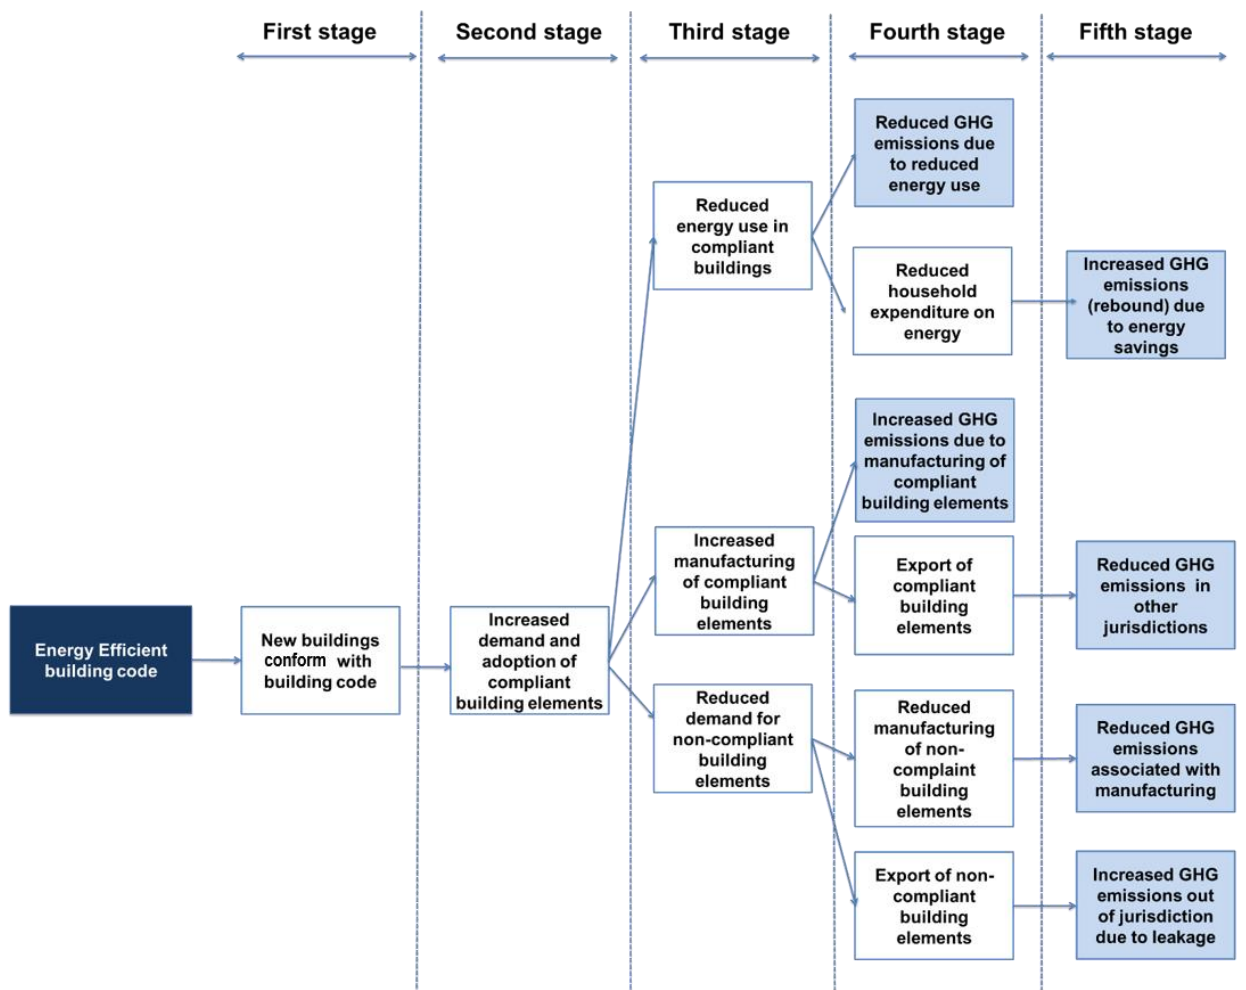 First stage
Second stage
Third stage
Fourth stage
Fifth stage
Energy Efficient
building code
New buildings
conform with
building code
Increased
demand and
adoption of
compliant
building elements
Reduced
energy use in
compliant
buildings
Increased
manufacturing
of compliant
building
elements
Reduced
demand for
non-compliant
building
elements
Reduced GHG
emissions due
to reduced
energy use
Reduced
household
expenditure on
energy
Increased GHG
emissions due to
manufacturing of
compliant
building elements
Export of
compliant
building
elements
Reduced
manufacturing
of non-
complaint
building
elements
Export of non-
compliant
building
elements
Increased GHG
emissions
(rebound) due
to energy
savings
Reduced GHG
emissions in
other
jurisdictions
Reduced GHG
emissions
associated with
manufacturing
Increased GHG
emissions out
of jurisdiction
due to leakage